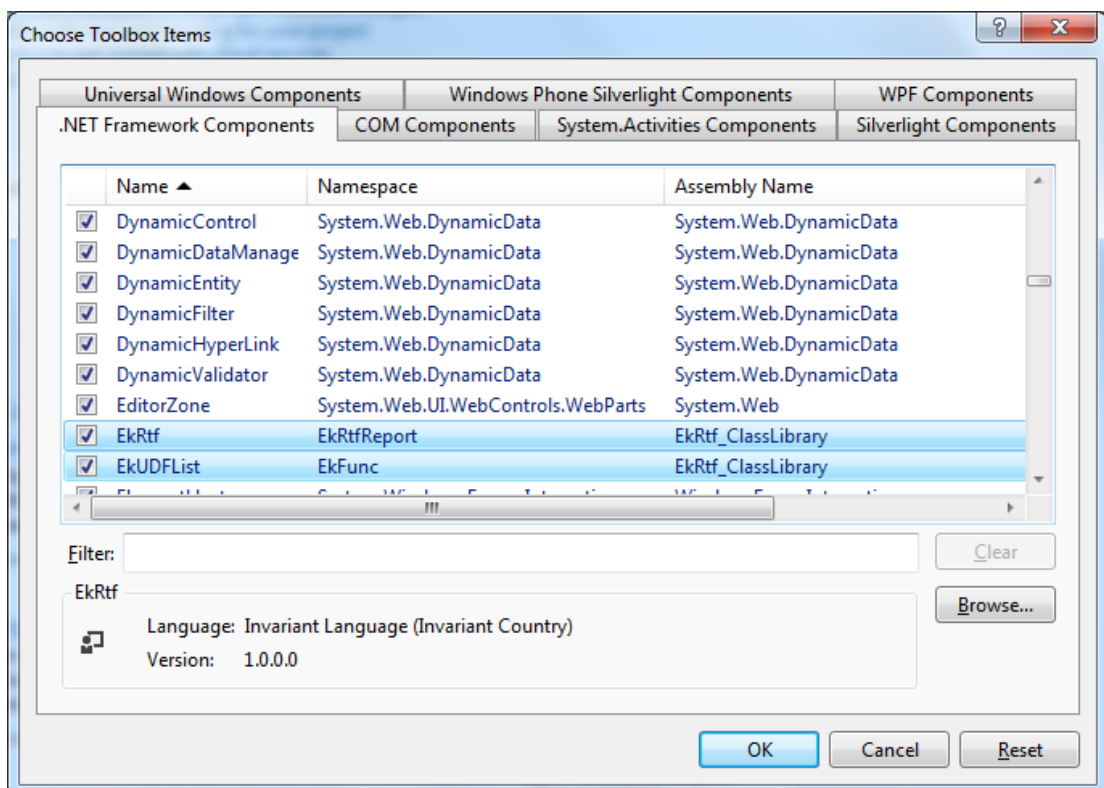 Choose Toolbox Items
Universal Windows Components Windows Phone Silverlight Components WPF Components
.NET Framework Components COM Components System.Activities Components Silverlight Components
Name Namespace Assembly Name
DynamicControl System.Web.DynamicData System.Web.DynamicData
DynamicDataManage System.Web.DynamicData System.Web.DynamicData
DynamicEntity System.Web.DynamicData System.Web.DynamicData
DynamicFilter System.Web.DynamicData System.Web.DynamicData
DynamicHyperLink System.Web.DynamicData System.Web.DynamicData
DynamicValidator System.Web.DynamicData System.Web.DynamicData
EditorZone System.Web.UI.WebControls.WebParts System.Web
EkRtf EkRtfReport EkRtf_ClassLibrary
EkUDFList EkFunc EkRtf_ClassLibrary
Filter: Clear
EkRtf
Browse...
Language: Invariant Language (Invariant Country)
Version: 1.0.0.0
OK Cancel Reset